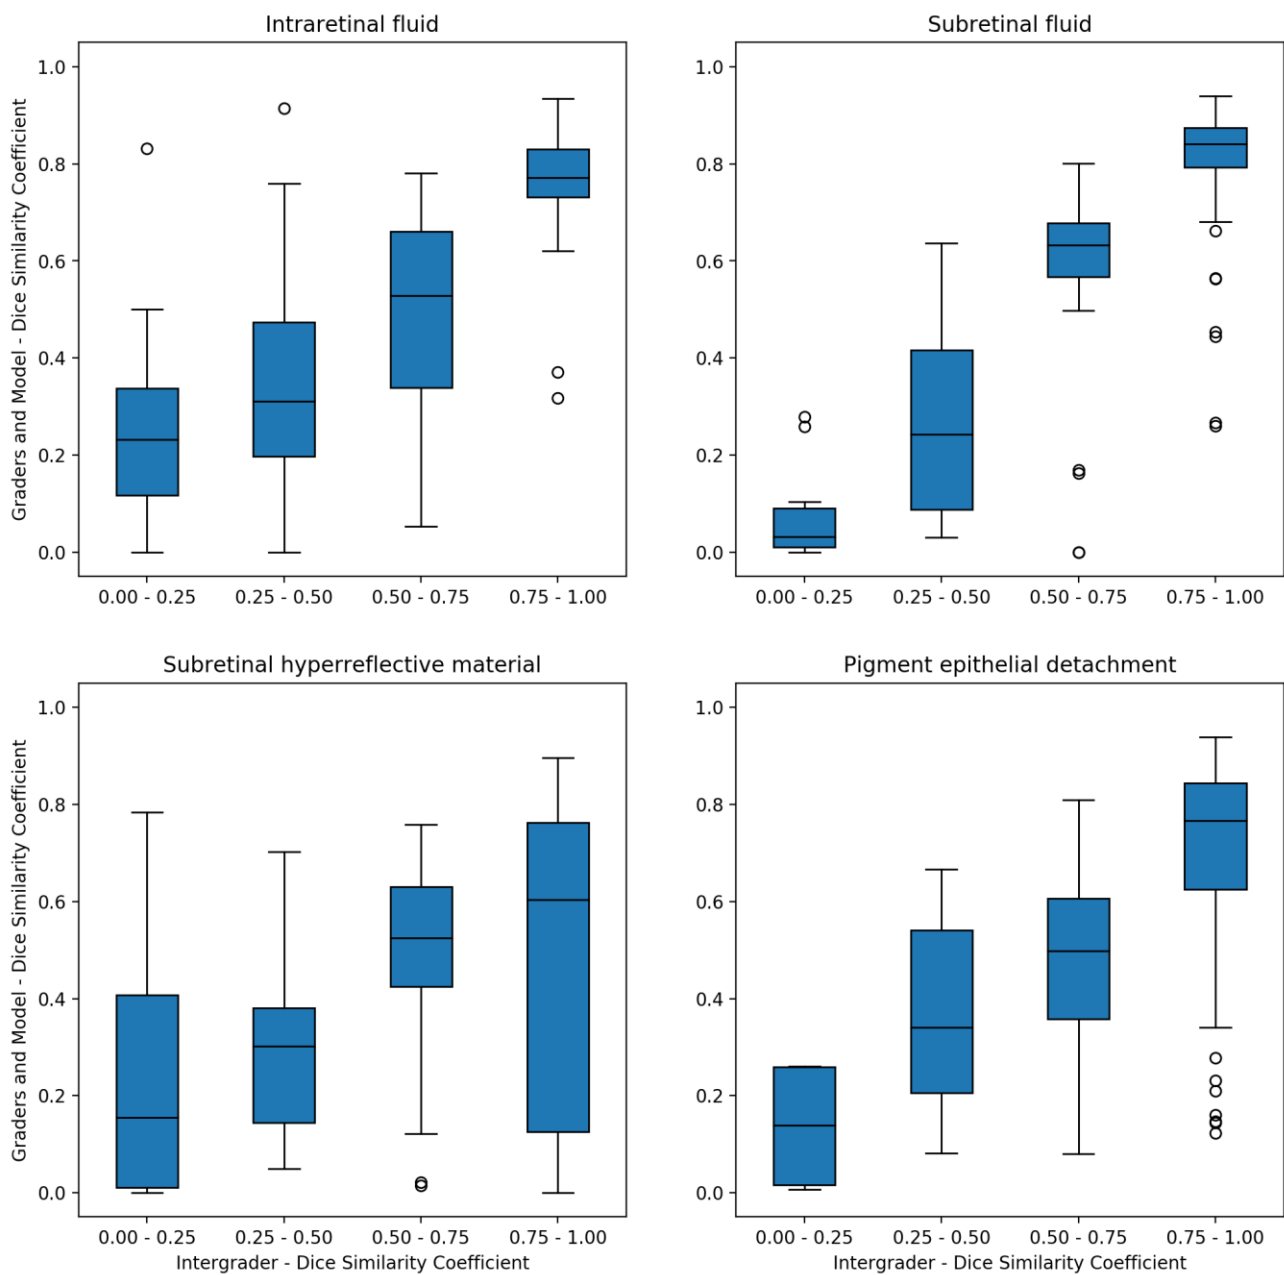 Intraretinal fluid
Subretinal fluid
Graders and Model - Dice Similarity Coefficient
1.0
0.8
0.6
0.4
0.2
0.0
0.00 - 0.25
0.25 - 0.50
0.50 - 0.75
0.75 - 1.00
1.0
0.8
0.6
0.4
0.2
0.0
0.00 - 0.25
0.25 - 0.50
0.50 - 0.75
0.75 - 1.00
Subretinal hyperreflective material
Pigment epithelial detachment
Graders and Model - Dice Similarity Coefficient
1.0
0.8
0.6
0.4
0.2
0.0
0.00 - 0.25
0.25 - 0.50
0.50 - 0.75
0.75 - 1.00
Intergrader - Dice Similarity Coefficient
1.0
0.8
0.6
0.4
0.2
0.0
0.00 - 0.25
0.25 - 0.50
0.50 - 0.75
0.75 - 1.00
Intergrader - Dice Similarity Coefficient